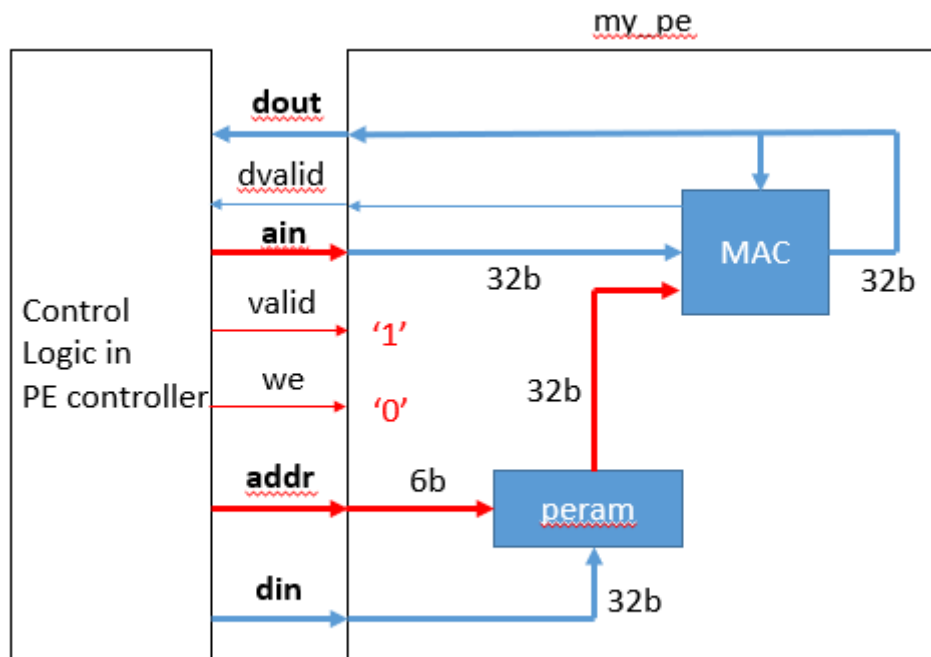 my_pe
dout
dvalid
ain
32b
MAC
32b
valid
‘1’
Control
Logic in
PE controller
we
‘0’
32b
addr
6b
peram
din
32b